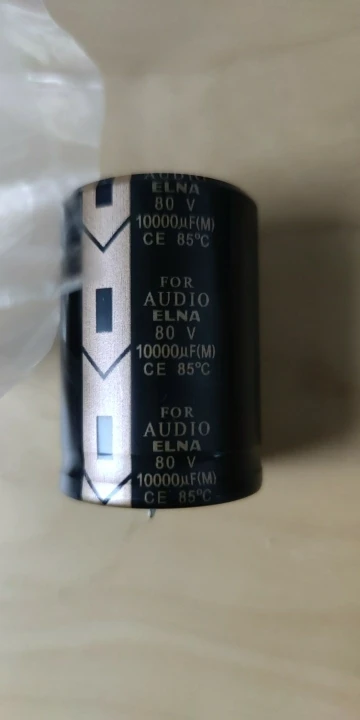 AUDIO
ELNA
80 V
10000µF(M)
CE 85°C
FOR
AUDIO
ELNA
80 V
10000µF(M)
CE 85°C
FOR
AUDIO
ELNA
80 V
10000µF(M)
CE 85°C